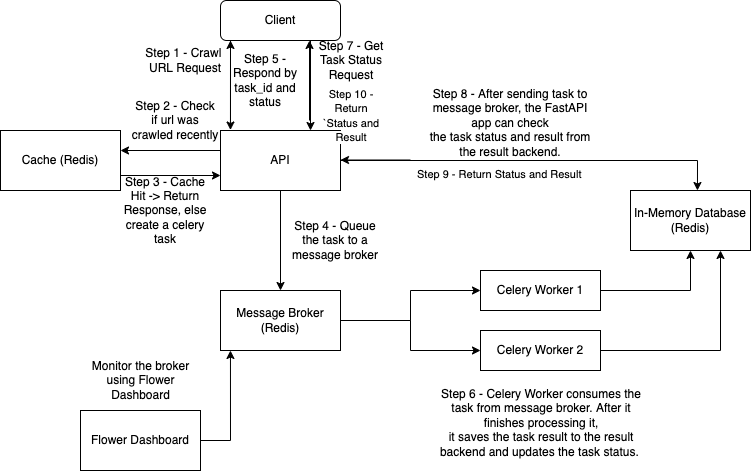 Client
Step 1 - Crawl
URL Request
Step 5 -
Respond by
task_id and
status
Step 7 - Get
Task Status
Request
Step 10 -
Return
`Status and
Result
Step 8 - After sending task to
message broker, the FastAPI
app can check
the task status and result from
the result backend.
Step 2 - Check
if url was
crawled recently
Cache (Redis)
API
Step 9 - Return Status and Result
Step 3 - Cache
Hit -> Return
Response, else
create a celery
task
In-Memory Database
(Redis)
Step 4 - Queue
the task to a
message broker
Message Broker
(Redis)
Celery Worker 1
Celery Worker 2
Monitor the broker
using Flower
Dashboard
Flower Dashboard
Step 6 - Celery Worker consumes the
task from message broker. After it
finishes processing it,
it saves the task result to the result
backend and updates the task status.